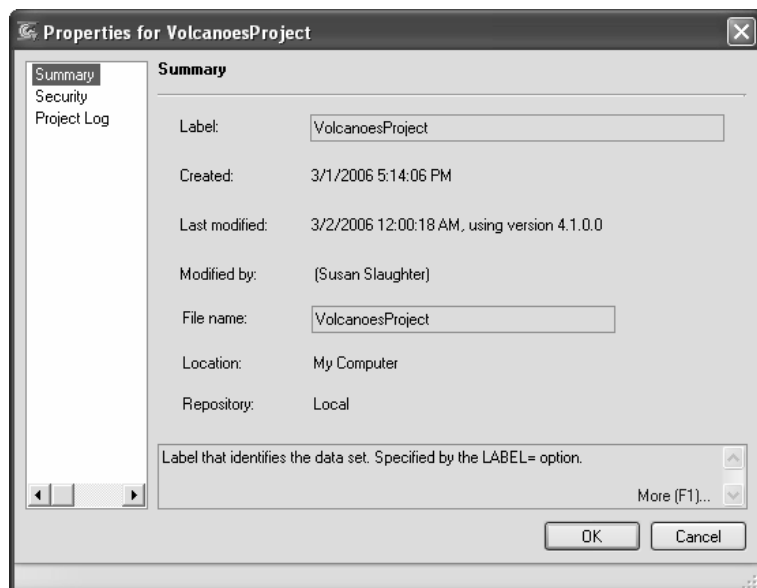 Properties for VolcanoesProject
Summary
Security
Project Log
Summary
Label: VolcanoesProject
Created: 3/1/2006 5:14:06 PM
Last modified: 3/2/2006 12:00:18 AM, using version 4.1.0.0
Modified by: (Susan Slaughter)
File name: VolcanoesProject
Location: My Computer
Repository: Local
Label that identifies the data set. Specified by the LABEL= option.
More (F1)...
OK Cancel